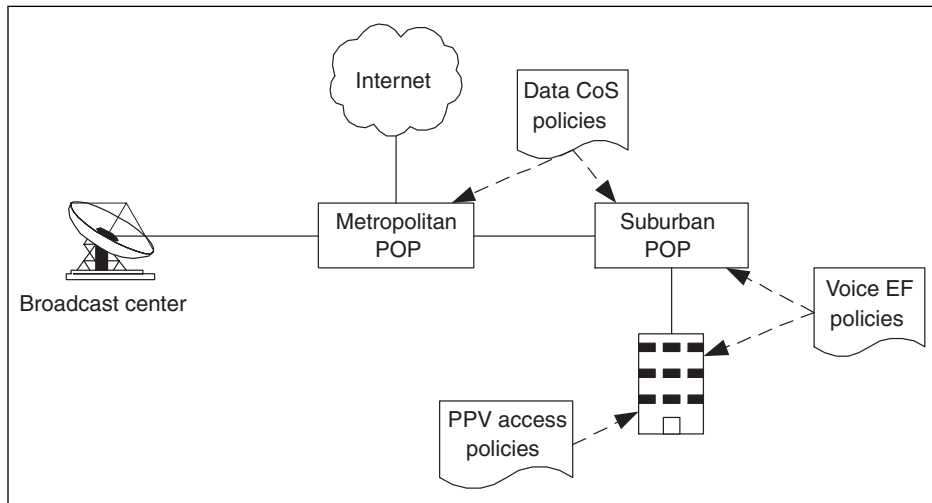 Internet
Data CoS
policies
Metropolitan
POP
Suburban
POP
Broadcast center
Voice EF
policies
PPV access
policies